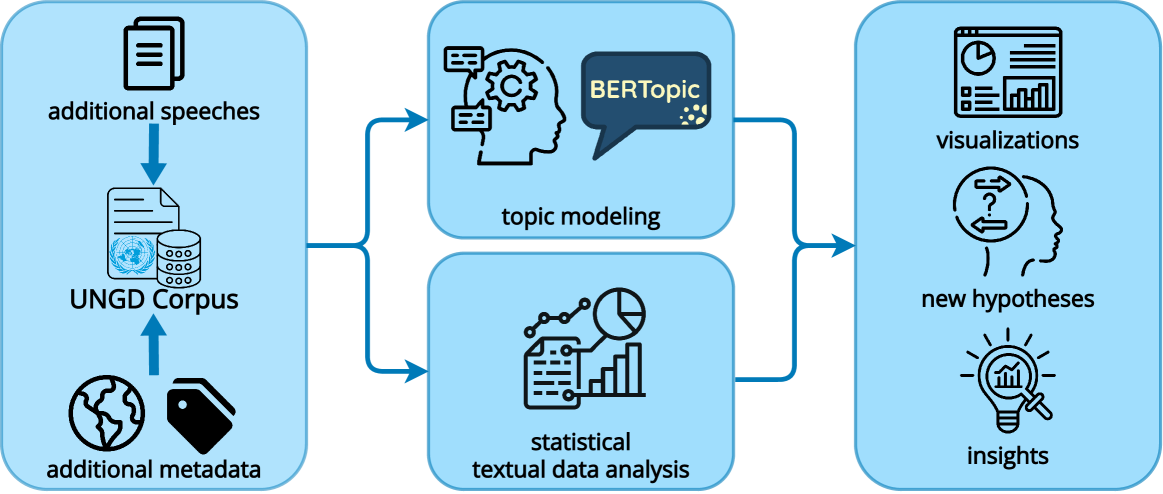 additional speeches
UNGD Corpus
additional metadata
BERTopic
topic modeling
statistical
textual data analysis
visualizations
?
new hypotheses
insights